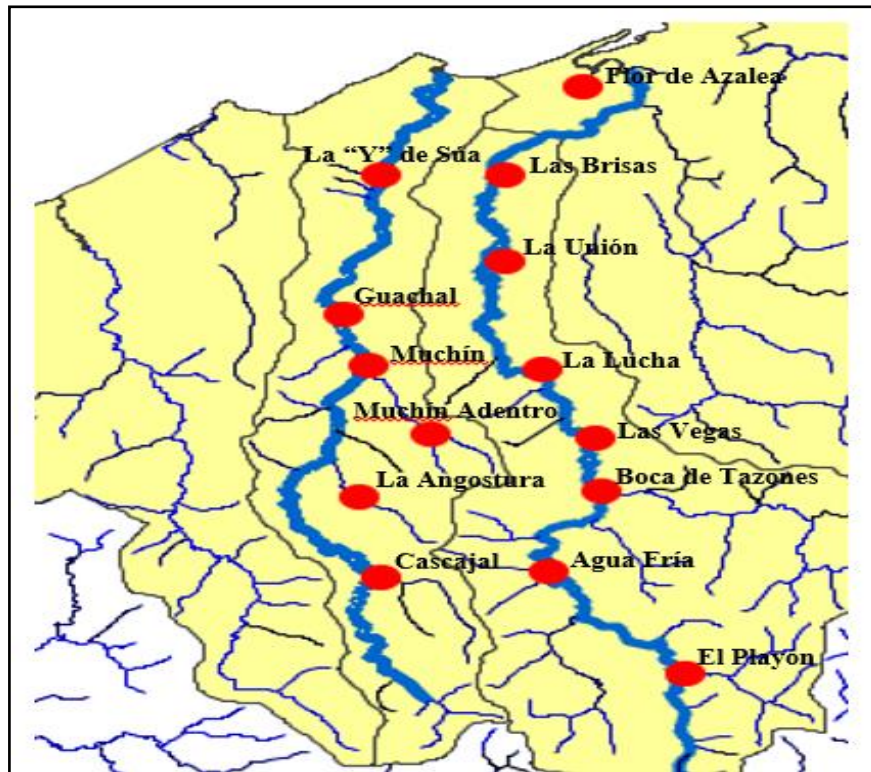 Flor de Azalea
La “Y” de Súa
Las Brisas
La Unión
Guachal
Muchín
La Lucha
Muchin Adentro
Las Vegas
La Angostura
Boca de Tazones
Cascajal
Agua Fría
El Playón